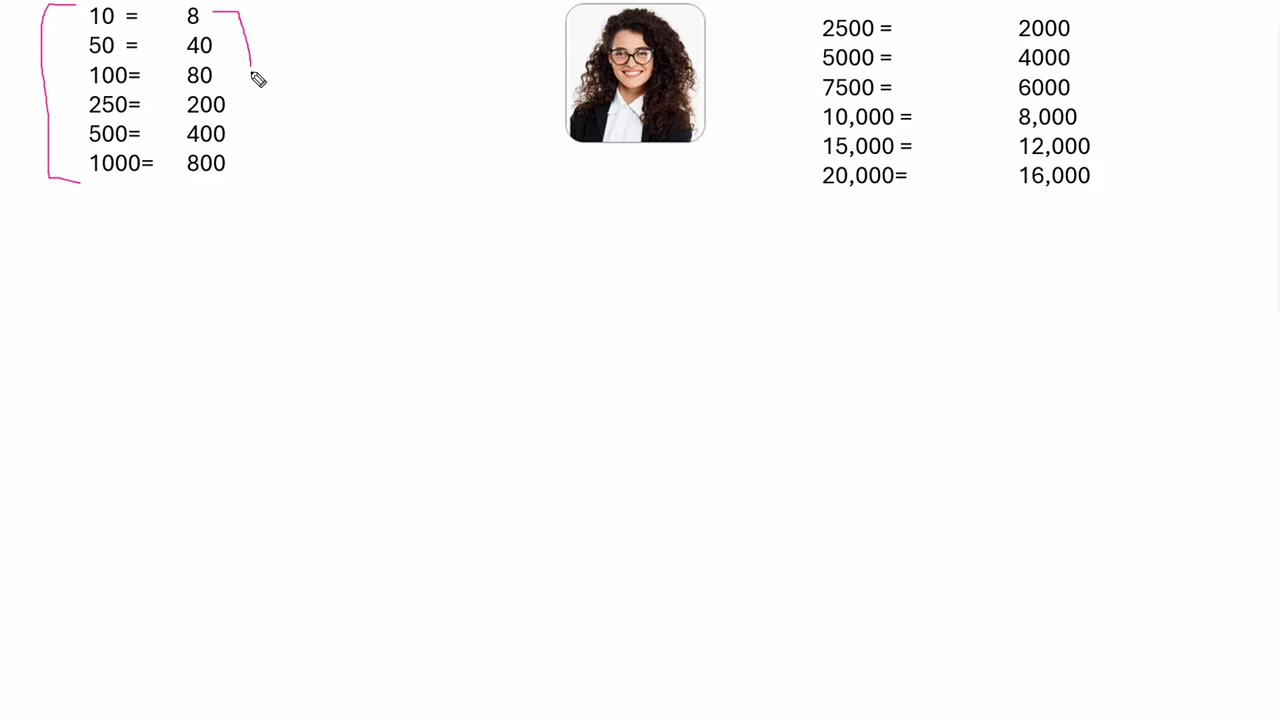 10 = 8
50 = 40
100= 80
250= 200
500= 400
1000= 800
2500 = 2000
5000 = 4000
7500 = 6000
10,000 = 8,000
15,000 = 12,000
20,000= 16,000